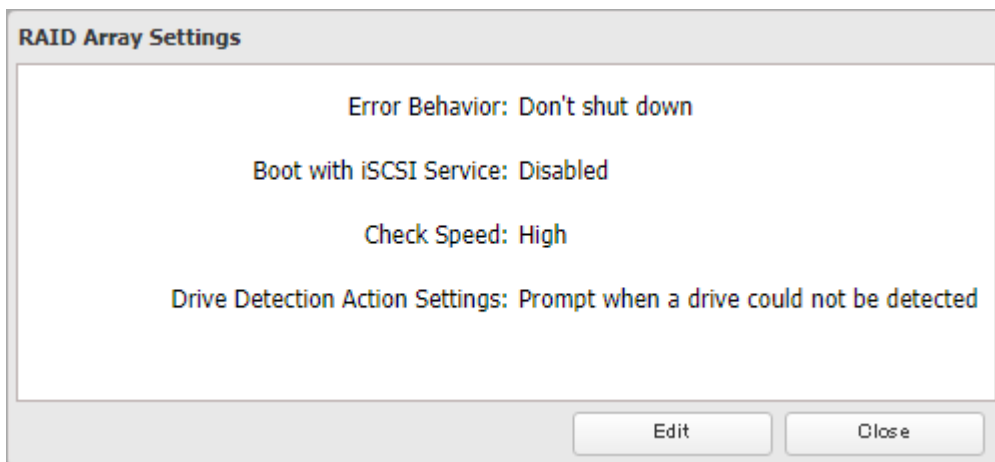 RAID Array Settings
Error Behavior: Don't shut down
Boot with iSCSI Service: Disabled
Check Speed: High
Drive Detection Action Settings: Prompt when a drive could not be detected
Edit
Close